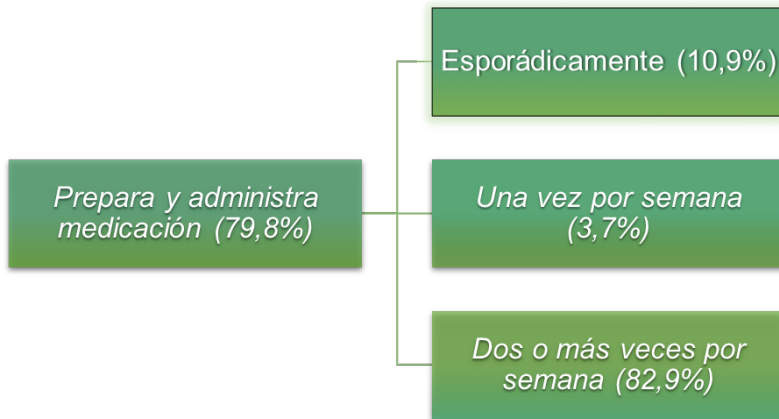 Esporádicamente (10,9%)
Prepara y administra
medicación (79,8%)
Una vez por semana
(3,7%)
Dos o más veces por
semana (82,9%)